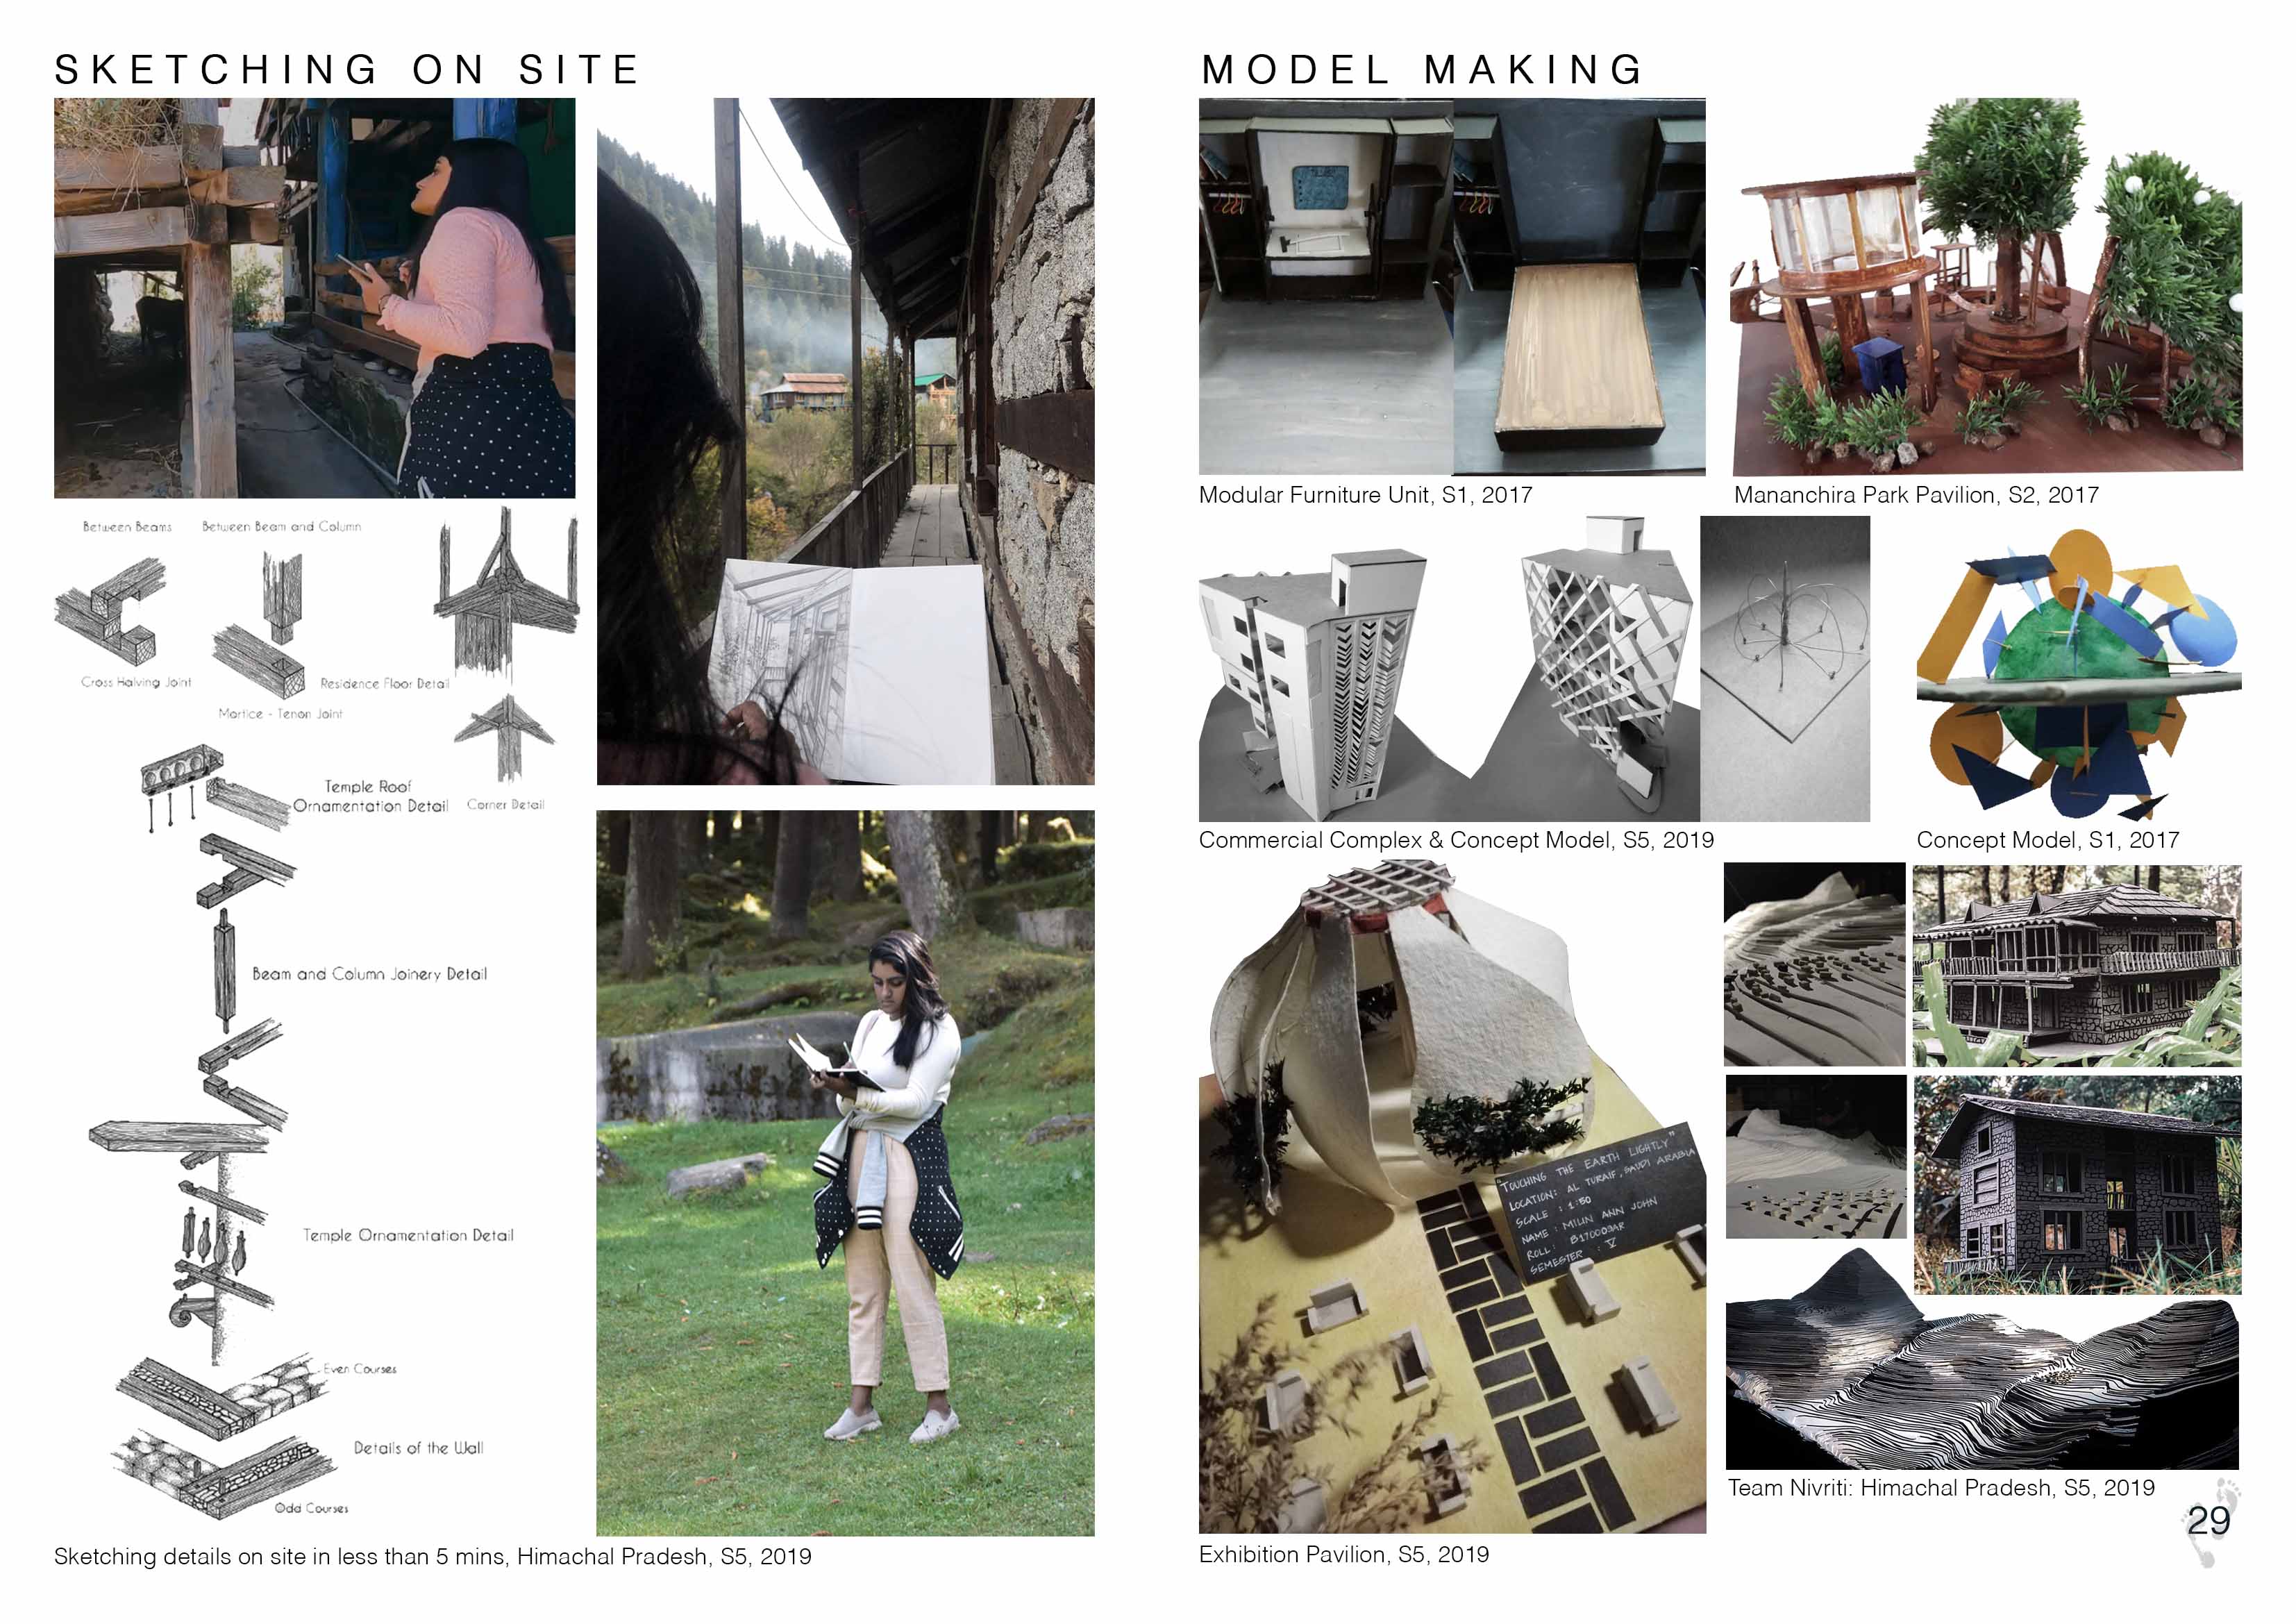 SKETCHING ON SITE
Between Beams
Between Beam and Column
Cross Halving Joint
Residence Floor Detail
Mortice - Tenon Joint
Temple Roof
Ornamentation Detail
Corner Detail
Beam and Column Joinery Detail
Temple Ornamentation Detail
Even Courses
Details of the Wall
Odd Courses
Sketching details on site in less than 5 mins, Himachal Pradesh, S5, 2019
MODEL MAKING
Modular Furniture Unit, S1, 2017
Mananchira Park Pavilion, S2, 2017
Commercial Complex & Concept Model, S5, 2019
Concept Model, S1, 2017
"TOUCHING THE EARTH LIGHTLY"
LOCATION: AL TURAIF, SAUDI ARABIA
SCALE : 1:50
NAME : MILIN ANN JOHN
ROLL : B170003AR
SEMESTER : V
Exhibition Pavilion, S5, 2019
Team Nivriti: Himachal Pradesh, S5, 2019
29